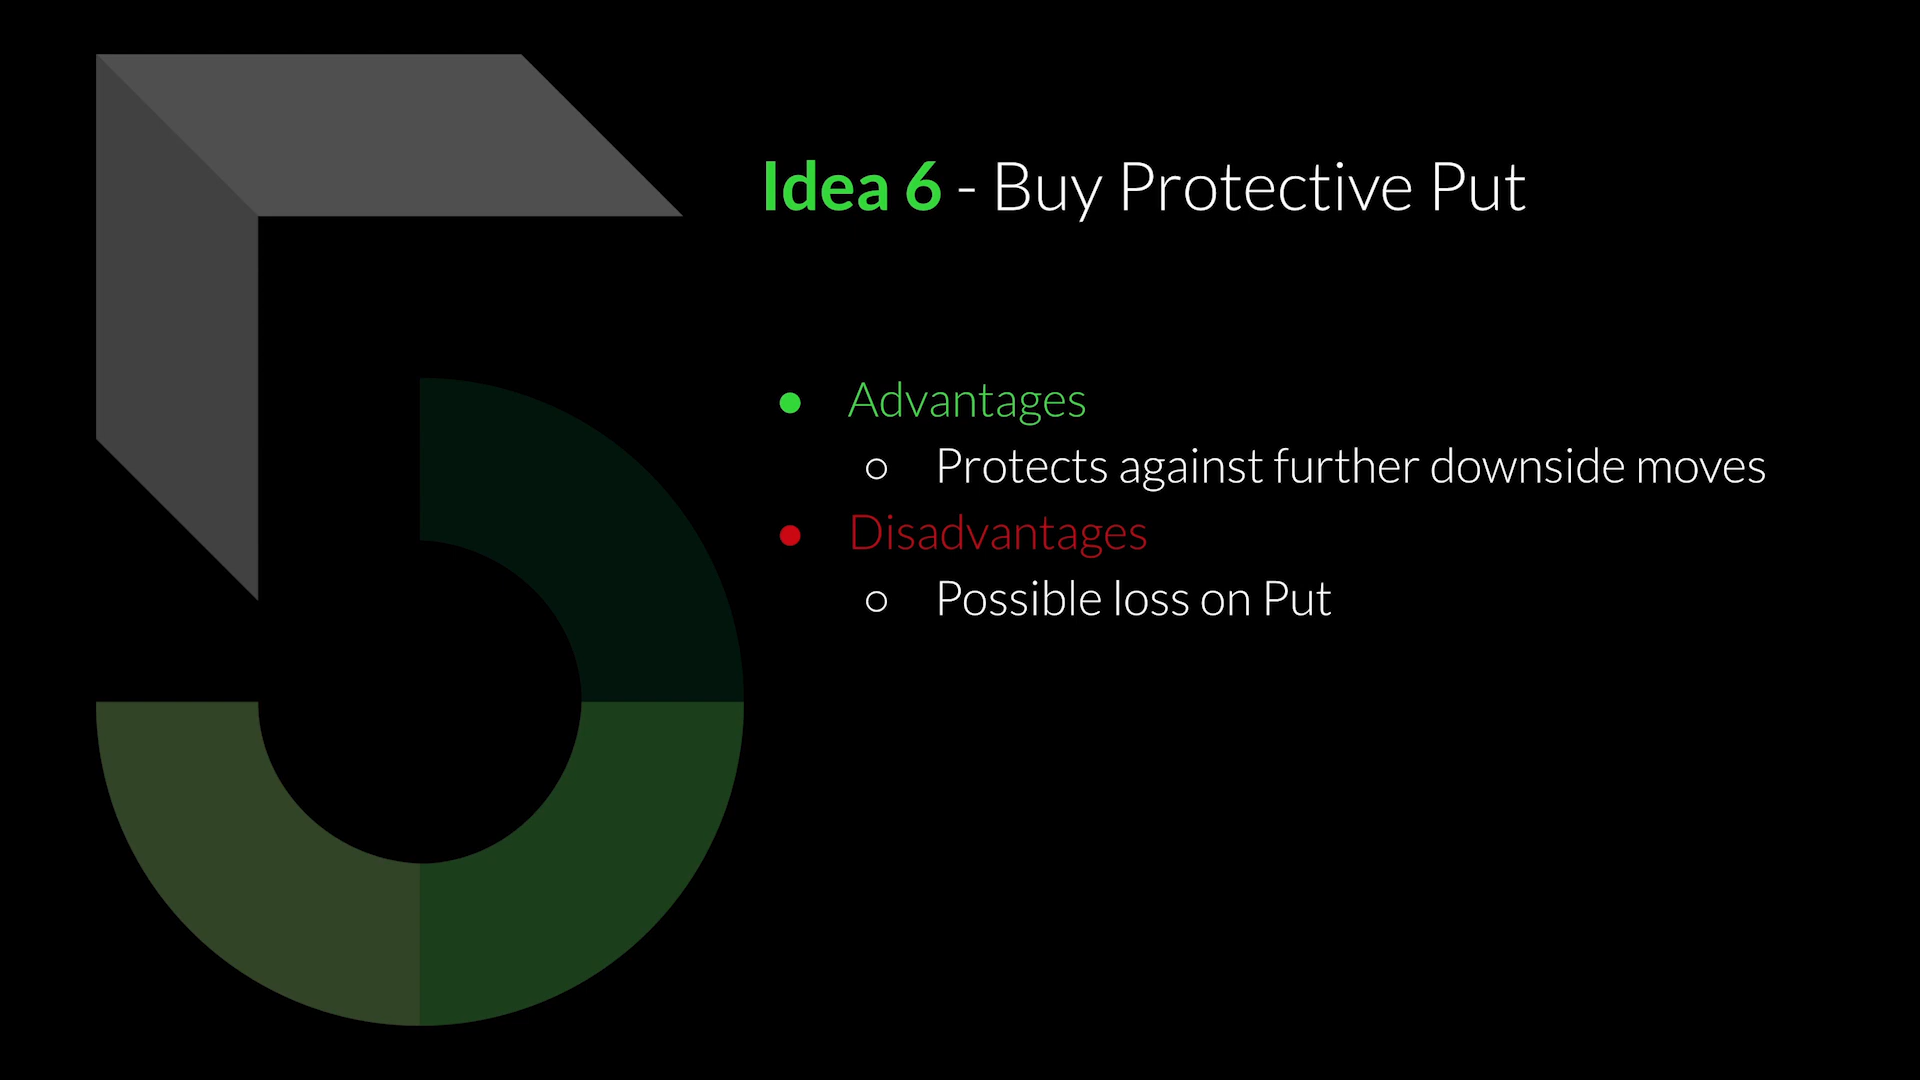 Idea 6 - Buy Protective Put
● Advantages
○ Protects against further downside moves
● Disadvantages
○ Possible loss on Put